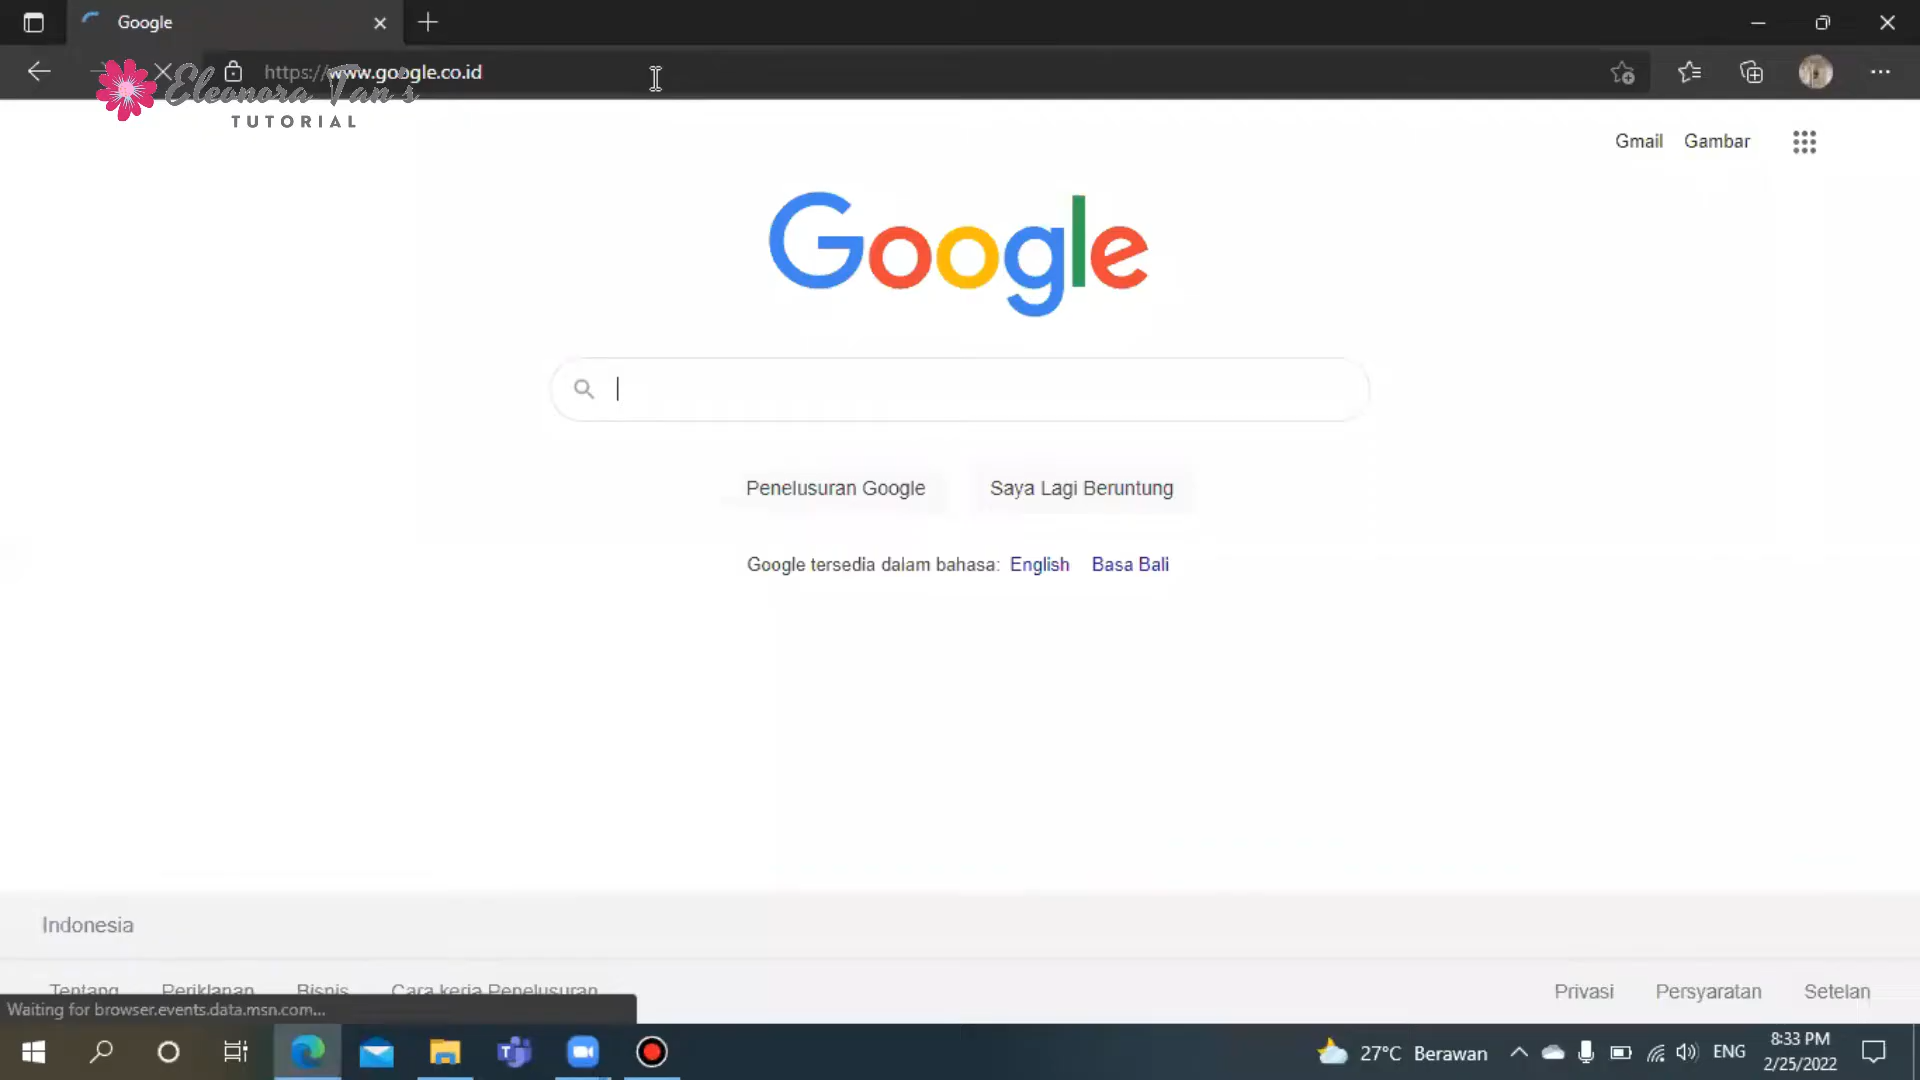 Google
https://www.google.co.id
Eleonora Tan's
TUTORIAL
Gmail Gambar
Google
Penelusuran Google Saya Lagi Beruntung
Google tersedia dalam bahasa: English Basa Bali
Indonesia
Tentang Periklanan Bisnis Cara kerja Penelusuran Privasi Persyaratan Setelan
Waiting for browser.events.data.msn.com...
27°C Berawan ENG 8:33 PM
2/25/2022